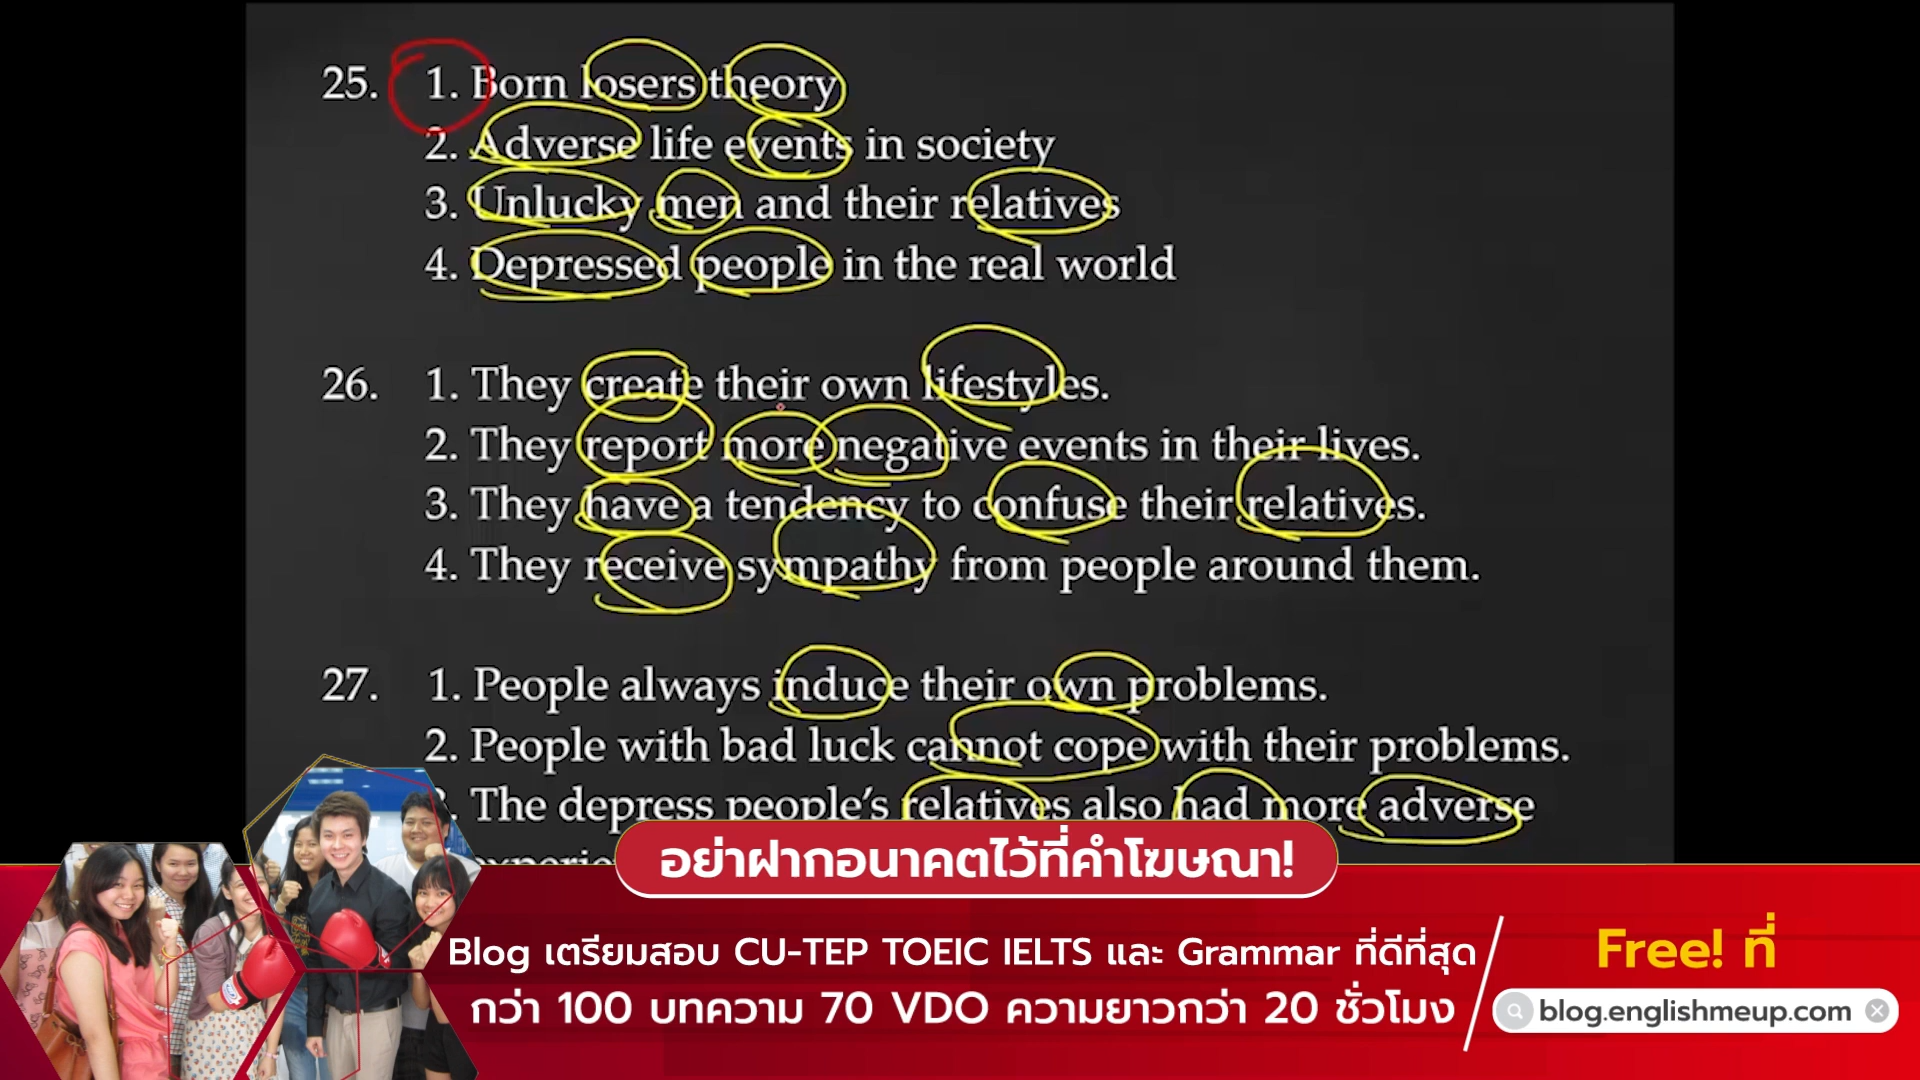 25. 1. Born losers theory
2. Adverse life events in society
3. Unlucky men and their relatives
4. Depressed people in the real world
26. 1. They create their own lifestyles.
2. They report more negative events in their lives.
3. They have a tendency to confuse their relatives.
4. They receive sympathy from people around them.
27. 1. People always induce their own problems.
2. People with bad luck cannot cope with their problems.
The depress people's relatives also had more adverse
อย่าฝากอนาคตไว้ที่คำโฆษณา!
Blog เตรียมสอบ CU-TEP TOEIC IELTS และ Grammar ที่ดีที่สุด
กว่า 100 บทความ 70 VDO ความยาวกว่า 20 ชั่วโมง
Free! ที่
blog.englishmeup.com